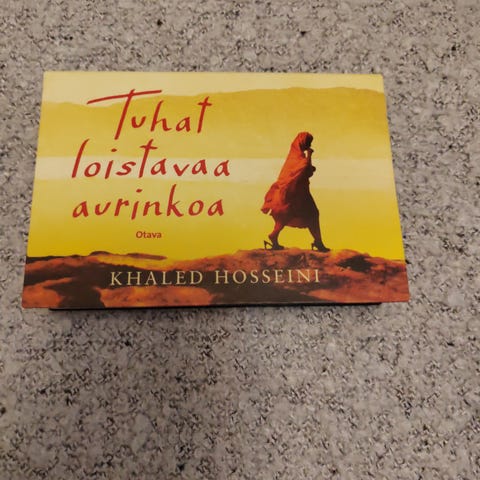 Tuhat
loistavaa
aurinkoa
Otava
KHALED HOSSEINI